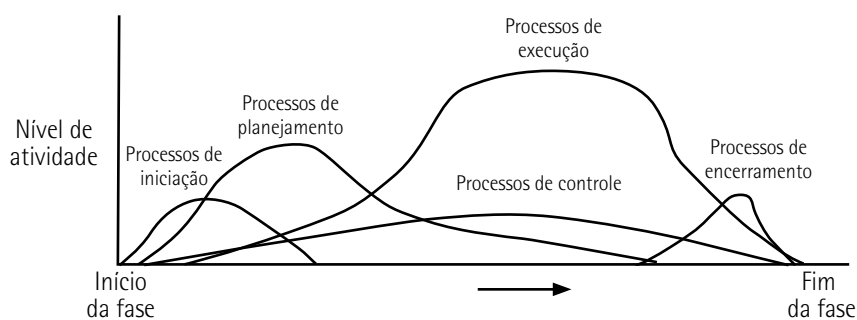 Processos de
execução
Processos de
planejamento
Nível de
atividade
Processos de
iniciação
Processos de
encerramento
Processos de controle
Início
da fase
Fim
da fase